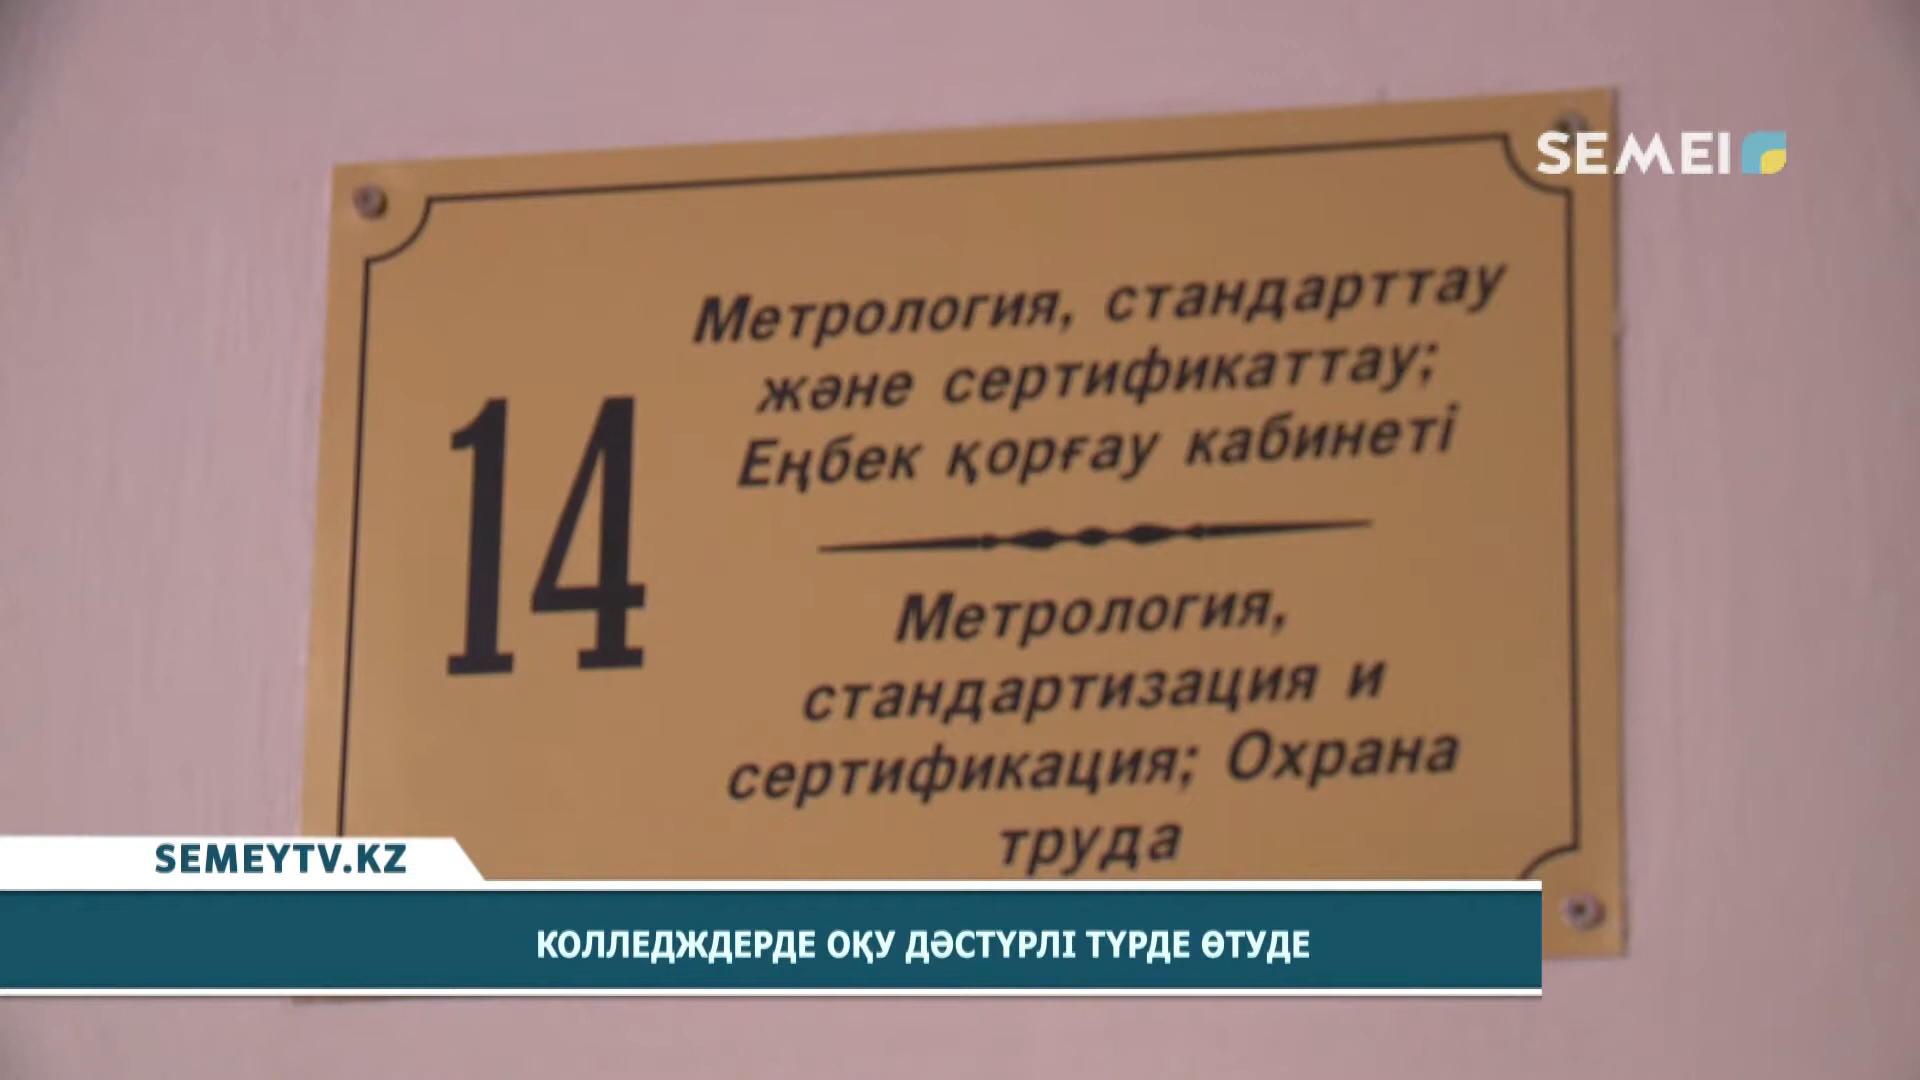 SEMEI
14
Метрология, стандарттау
және сертификаттау;
Еңбек қорғау кабинеті
Метрология,
стандартизация и
сертификация; Охрана
труда
SEMEYTV.KZ
КОЛЛЕДЖДЕРДЕ ОҚУ ДӘСТҮРЛІ ТҮРДЕ ӨТУДЕ